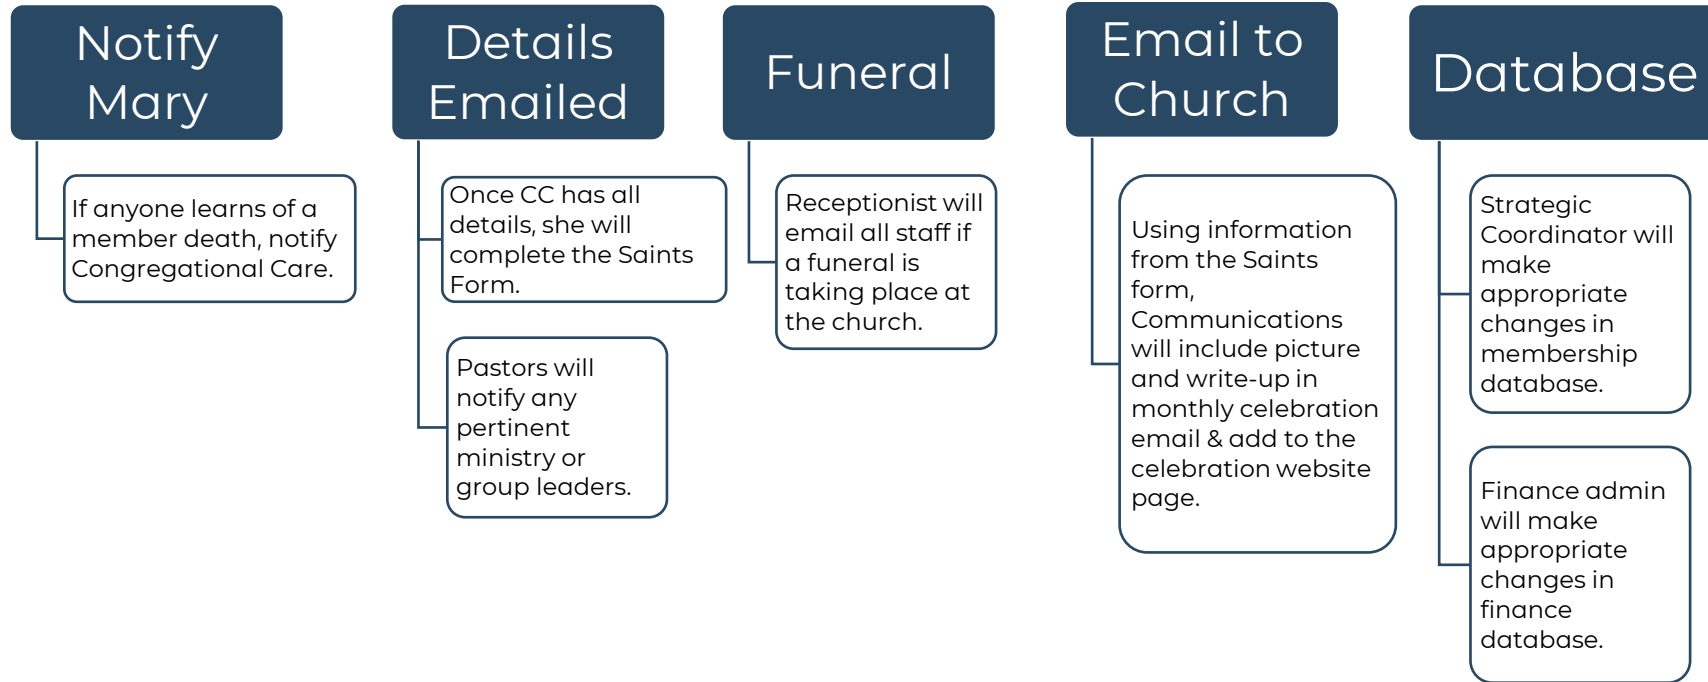 Notify
Mary
If anyone learns of a
member death, notify
Congregational Care.
Details
Emailed
Once CC has all
details, she will
complete the Saints
Form.
Pastors will
notify any
pertinent
ministry or
group leaders.
Funeral
Receptionist will
email all staff if
a funeral is
taking place at
the church.
Email to
Church
Using information
from the Saints
form,
Communications
will include picture
and write-up in
monthly celebration
email & add to the
celebration website
page.
Database
Strategic
Coordinator will
make
appropriate
changes in
membership
database.
Finance admin
will make
appropriate
changes in
finance
database.